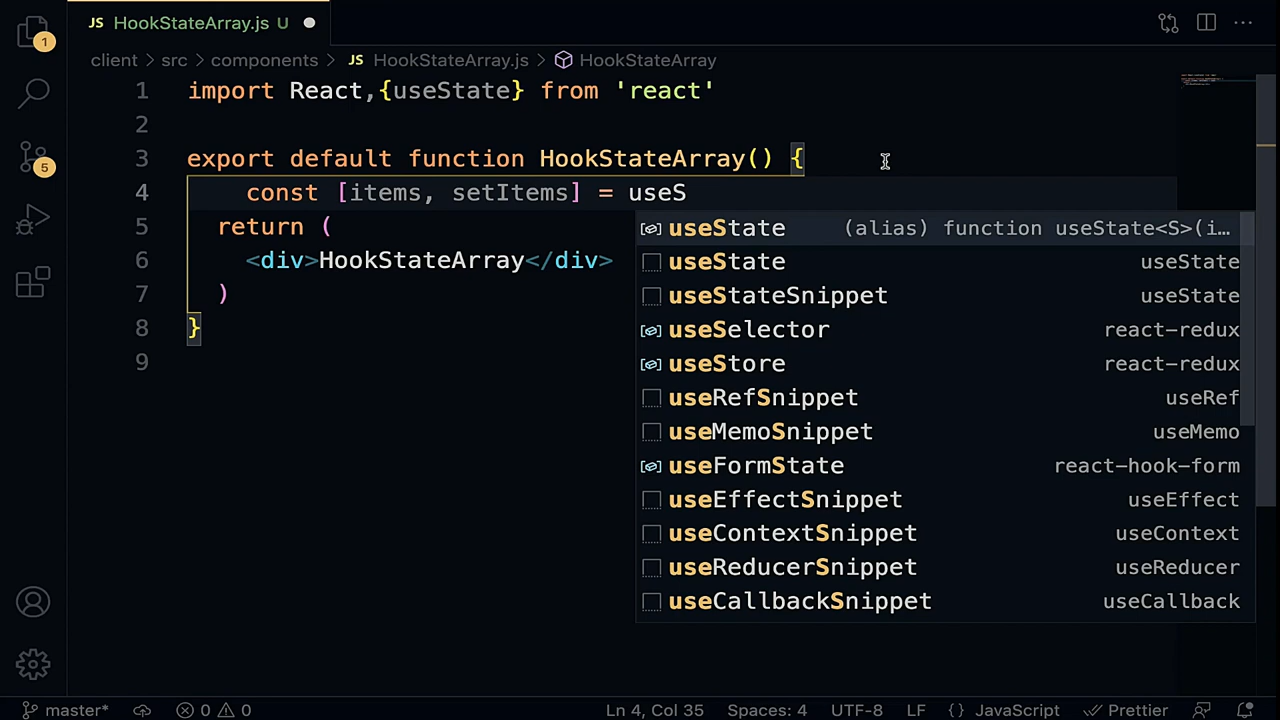 JS HookStateArray.js U
client > src > components > JS HookStateArray.js > HookStateArray
1 import React,{useState} from 'react'
2
3 export default function HookStateArray() {
4 const [items, setItems] = useS
5 return (
6 <div>HookStateArray</div>
7 )
8 }
9
useState (alias) function useState<S>(i…
useState useState
useStateSnippet useState
useSelector react-redux
useStore react-redux
useRefSnippet useRef
useMemoSnippet useMemo
useFormState react-hook-form
useEffectSnippet useEffect
useContextSnippet useContext
useReducerSnippet useReducer
useCallbackSnippet useCallback
1
5
master* 0 0 Ln 4, Col 35 Spaces: 4 UTF-8 LF {} JavaScript Prettier